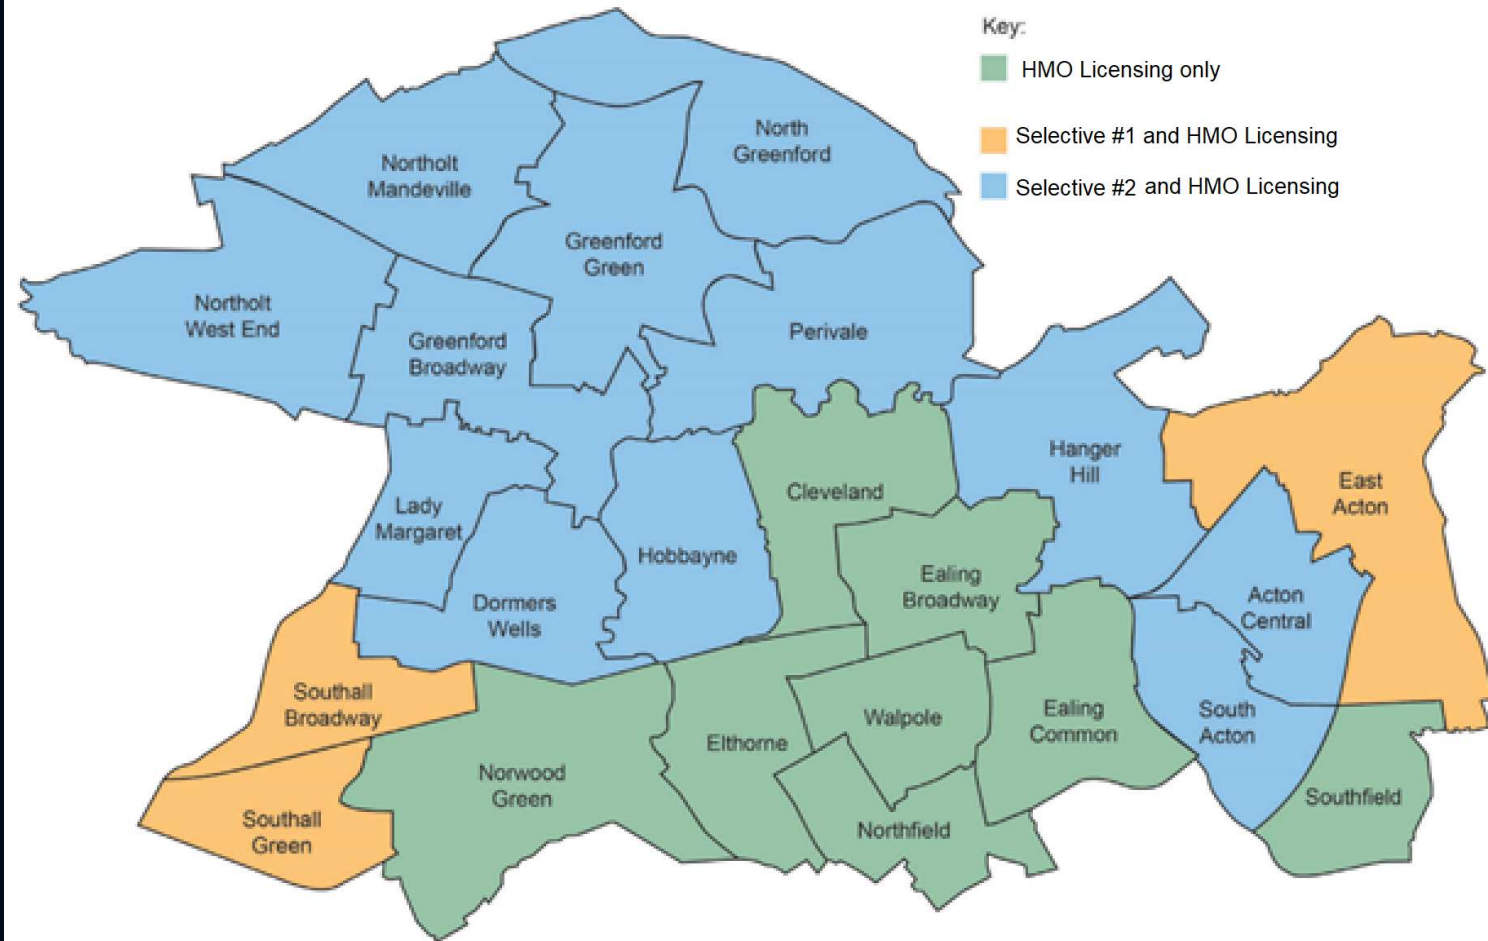 Key:
HMO Licensing only
Selective #1 and HMO Licensing
Selective #2 and HMO Licensing
North
Greenford
Northolt
Mandeville
Greenford
Green
Northolt
West End
Greenford
Broadway
Perivale
Hanger
Hill
East
Acton
Cleveland
Lady
Margaret
Hobbayne
Ealing
Broadway
Dormers
Wells
Acton
Central
Southall
Broadway
Walpole
Ealing
Common
South
Acton
Elthorne
Norwood
Green
Southfield
Southall
Green
Northfield